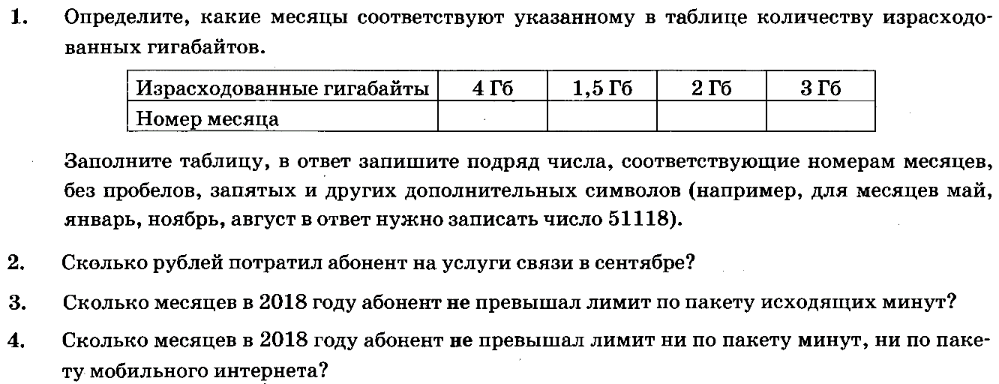 1. Определите, какие месяцы соответствуют указанному в таблице количеству израсходо-
ванных гигабайтов.
Израсходованные гигабайты 4 Гб 1,5 Гб 2 Гб 3 Гб
Номер месяца
Заполните таблицу, в ответ запишите подряд числа, соответствующие номерам месяцев,
без пробелов, запятых и других дополнительных символов (например, для месяцев май,
январь, ноябрь, август в ответ нужно записать число 51118).
2. Сколько рублей потратил абонент на услуги связи в сентябре?
3. Сколько месяцев в 2018 году абонент не превышал лимит по пакету исходящих минут?
4. Сколько месяцев в 2018 году абонент не превышал лимит ни по пакету минут, ни по паке-
ту мобильного интернета?